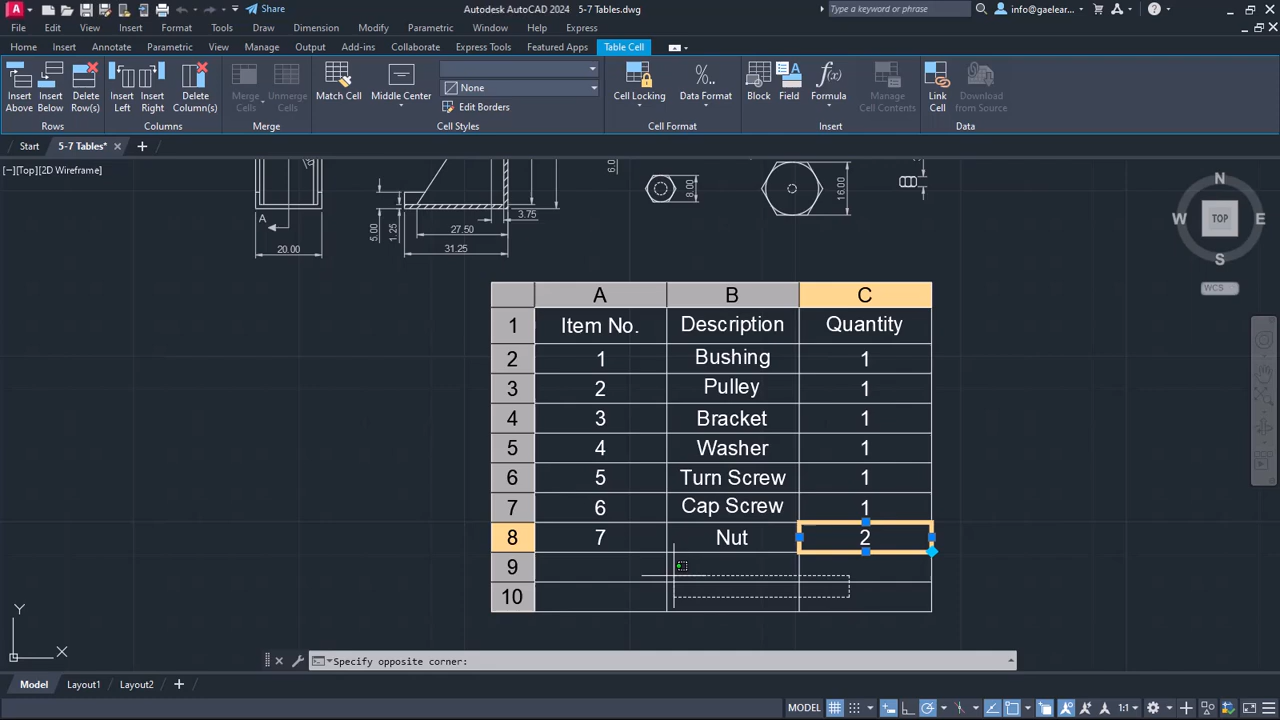 Share
Autodesk AutoCAD 2024 5-7 Tables.dwg
Type a keyword or phrase
info@gaelear...
File Edit View Insert Format Tools Draw Dimension Modify Parametric Window Help Express
Home Insert Annotate Parametric View Manage Output Add-ins Collaborate Express Tools Featured Apps Table Cell
Insert Above
Insert Below
Delete Row(s)
Insert Left
Insert Right
Delete Column(s)
Merge Cells
Unmerge Cells
Match Cell
Middle Center
None
Edit Borders
Cell Locking
Data Format
Block
Field
Formula
Manage Cell Contents
Link Cell
Download from Source
Rows Columns Merge Cell Styles Cell Format Insert Data
Start 5-7 Tables*
[−][Top][2D Wireframe]
A
20.00
5.00
1.25
3.75
27.50
31.25
8.00
16.00
N
W TOP E
S
WCS
A B C
1 Item No. Description Quantity
2 1 Bushing 1
3 2 Pulley 1
4 3 Bracket 1
5 4 Washer 1
6 5 Turn Screw 1
7 6 Cap Screw 1
8 7 Nut 2
9
10
Y
X
Specify opposite corner:
Model Layout1 Layout2
MODEL 1:1